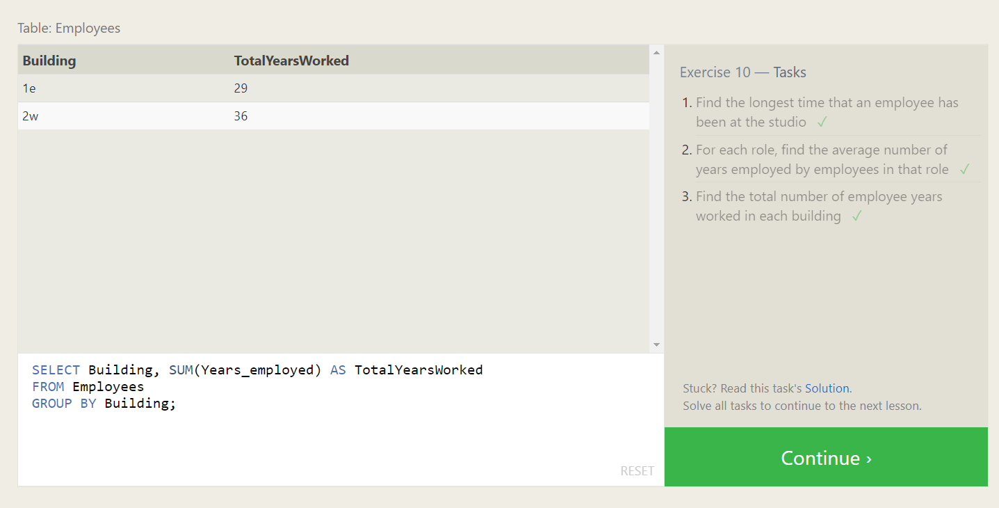 Table: Employees
Building TotalYearsWorked
1e 29
2w 36
SELECT Building, SUM(Years_employed) AS TotalYearsWorked
FROM Employees
GROUP BY Building;
RESET
Exercise 10 — Tasks
1. Find the longest time that an employee has
been at the studio ✓
2. For each role, find the average number of
years employed by employees in that role ✓
3. Find the total number of employee years
worked in each building ✓
Stuck? Read this task's Solution.
Solve all tasks to continue to the next lesson.
Continue ›